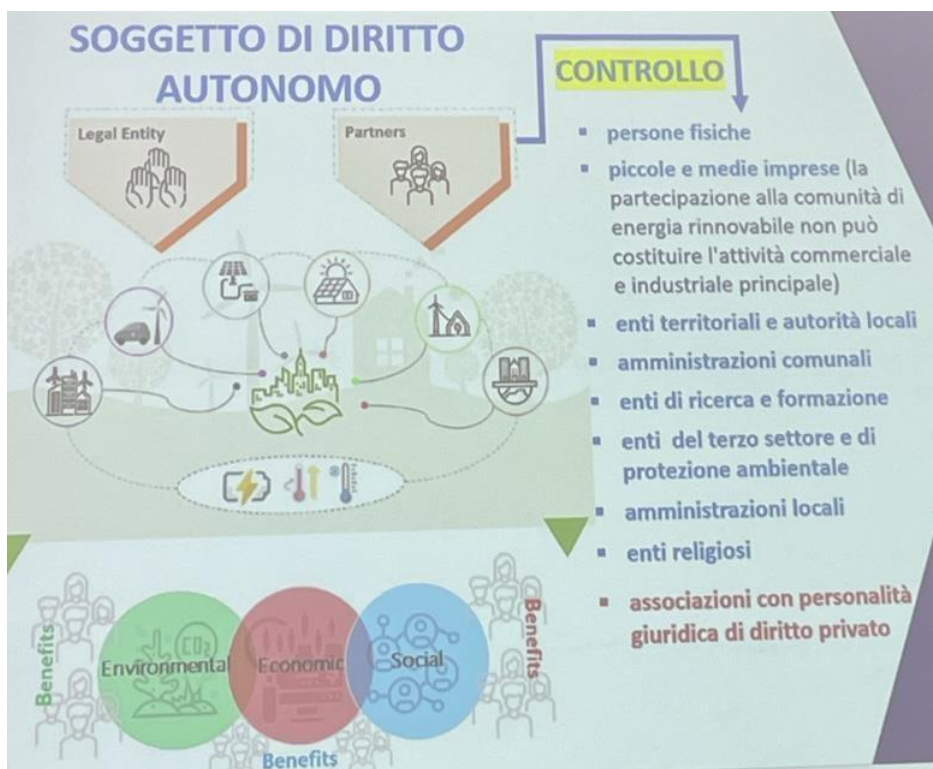 SOGGETTO DI DIRITTO
AUTONOMO
Legal Entity
Partners
CONTROLLO
▪ persone fisiche
▪ piccole e medie imprese (la
partecipazione alla comunità di
energia rinnovabile non può
costituire l'attività commerciale
e industriale principale)
▪ enti territoriali e autorità locali
▪ amministrazioni comunali
▪ enti di ricerca e formazione
▪ enti del terzo settore e di
protezione ambientale
▪ amministrazioni locali
▪ enti religiosi
▪ associazioni con personalità
giuridica di diritto privato
Benefits
Environmental
CO₂
Economic
Social
Benefits
Benefits